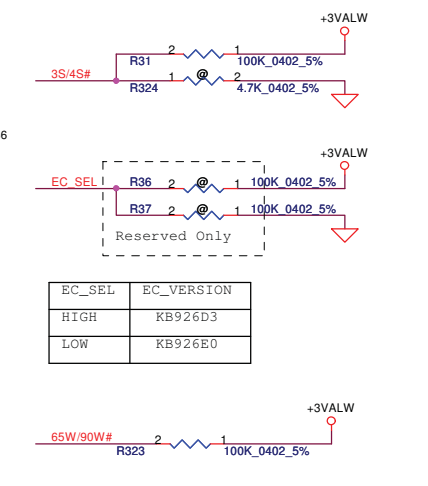 +3VALW
R31 2 1 100K_0402_5%
3S/4S#
R324 1 @ 2 4.7K_0402_5%
6
+3VALW
EC_SEL R36 2 @ 1 100K_0402_5%
R37 2 @ 1 100K_0402_5%
Reserved Only
EC_SEL EC_VERSION
HIGH KB926D3
LOW KB926E0
+3VALW
65W/90W# R323 2 1 100K_0402_5%